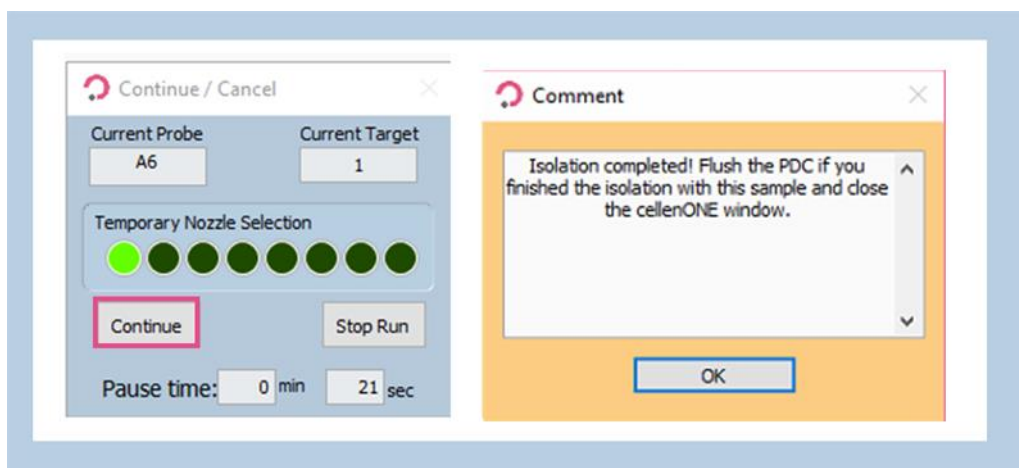 Continue / Cancel
Current Probe
Current Target
A6
1
Temporary Nozzle Selection
Continue
Stop Run
Pause time: 0 min 21 sec
Comment
Isolation completed! Flush the PDC if you
finished the isolation with this sample and close
the cellenONE window.
OK